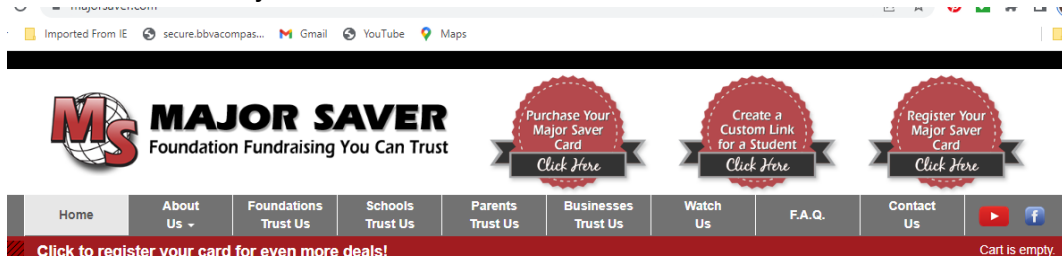 majorsaver.com
Imported From IE secure.bbvacompas... Gmail YouTube Maps
MS
MAJOR SAVER
Foundation Fundraising You Can Trust
Purchase Your
Major Saver
Card
Click Here
Create a
Custom Link
for a Student
Click Here
Register Your
Major Saver
Card
Click Here
Home
About
Us
Foundations
Trust Us
Schools
Trust Us
Parents
Trust Us
Businesses
Trust Us
Watch
Us
F.A.Q.
Contact
Us
f
Click to register your card for even more deals! Cart is empty.